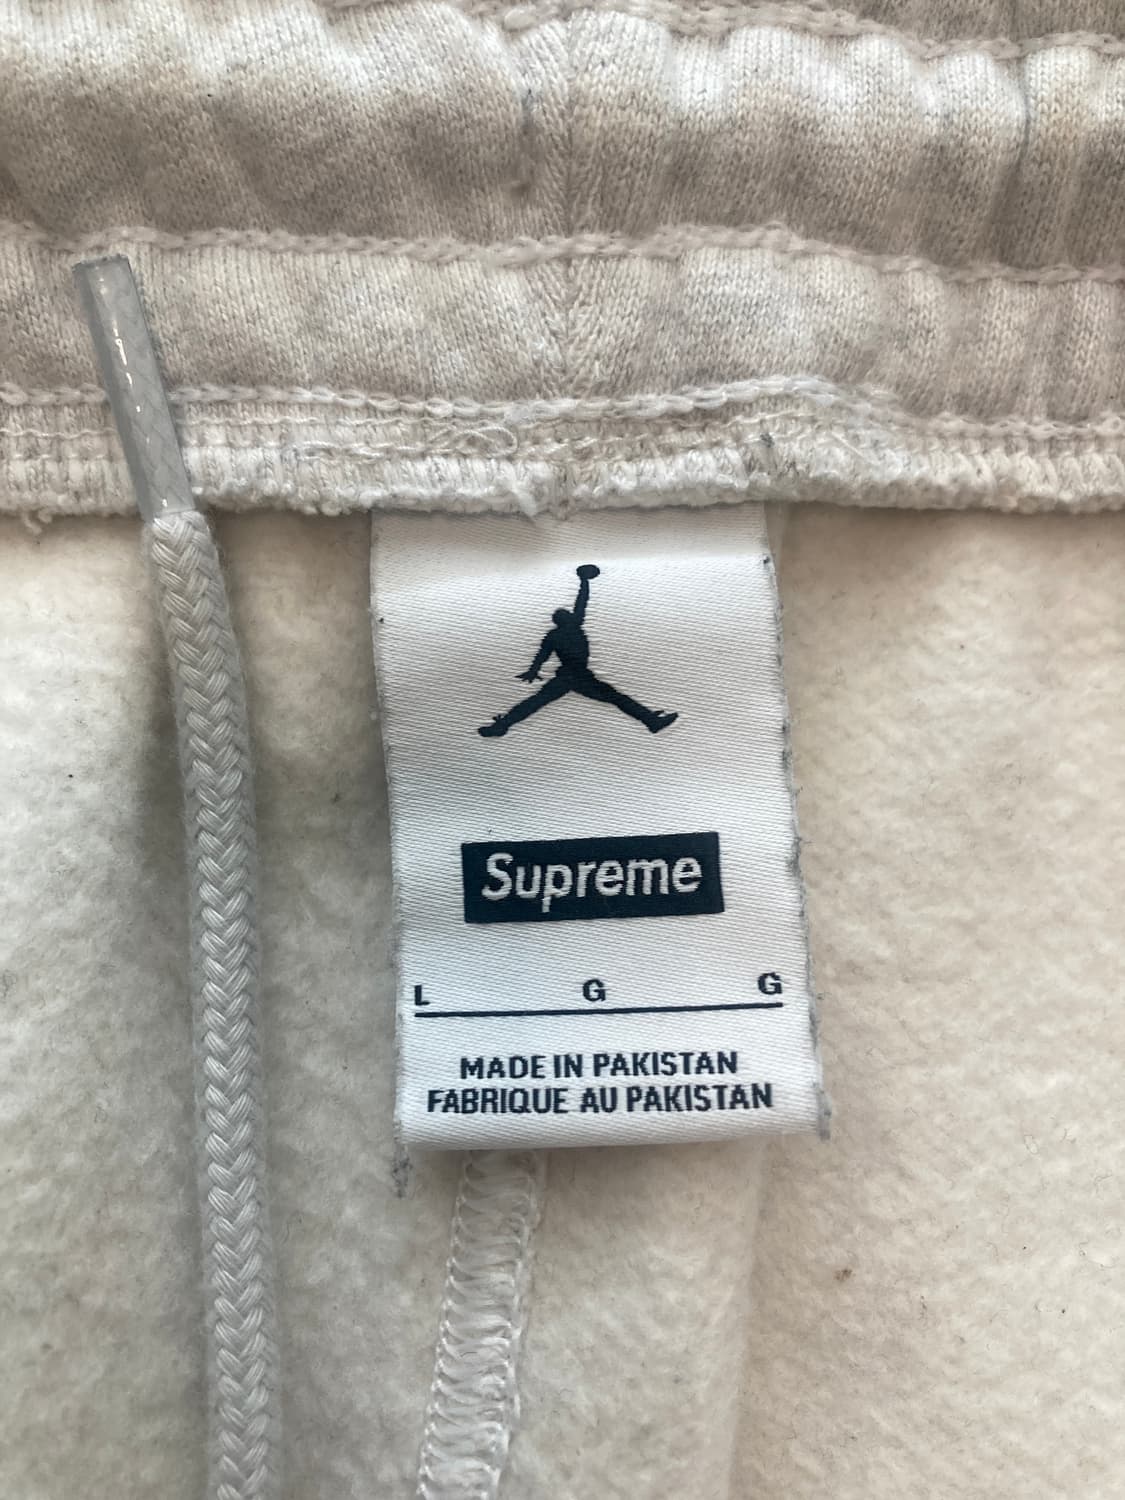 Supreme
L G G
MADE IN PAKISTAN
FABRIQUE AU PAKISTAN